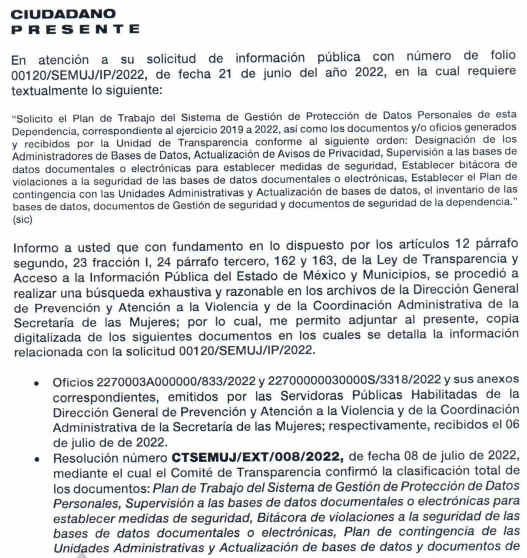 CIUDADANO
PRESENTE
En atención a su solicitud de información pública con número de folio
00120/SEMUJ/IP/2022, de fecha 21 de junio del año 2022, en la cual requiere
textualmente lo siguiente:
“Solicito el Plan de Trabajo del Sistema de Gestión de Protección de Datos Personales de esta
Dependencia, correspondiente al ejercicio 2019 a 2022, así como los documentos y/o oficios generados
y recibidos por la Unidad de Transparencia conforme al siguiente orden: Designación de los
Administradores de Bases de Datos, Actualización de Avisos de Privacidad, Supervisión a las bases de
datos documentales o electrónicas para establecer medidas de seguridad, Establecer bitácora de
violaciones a la seguridad de las bases de datos documentales o electrónicas, Establecer el Plan de
contingencia con las Unidades Administrativas y Actualización de bases de datos, el inventario de las
bases de datos, documentos de Gestión de seguridad y documentos de seguridad de la dependencia.”
(sic)
Informo a usted que con fundamento en lo dispuesto por los artículos 12 párrafo
segundo, 23 fracción I, 24 párrafo tercero, 162 y 163, de la Ley de Transparencia y
Acceso a la Información Pública del Estado de México y Municipios, se procedió a
realizar una búsqueda exhaustiva y razonable en los archivos de la Dirección General
de Prevención y Atención a la Violencia y de la Coordinación Administrativa de la
Secretaría de las Mujeres; por lo cual, me permito adjuntar al presente, copia
digitalizada de los siguientes documentos en los cuales se detalla la información
relacionada con la solicitud 00120/SEMUJ/IP/2022.
• Oficios 2270003A000000/833/2022 y 22700000030000S/3318/2022 y sus anexos
correspondientes, emitidos por las Servidoras Públicas Habilitadas de la
Dirección General de Prevención y Atención a la Violencia y de la Coordinación
Administrativa de la Secretaría de las Mujeres; respectivamente, recibidos el 06
de julio de de 2022.
• Resolución número CTSEMUJ/EXT/008/2022, de fecha 08 de julio de 2022,
mediante el cual el Comité de Transparencia confirmó la clasificación total de
los documentos: Plan de Trabajo del Sistema de Gestión de Protección de Datos
Personales, Supervisión a las bases de datos documentales o electrónicas para
establecer medidas de seguridad, Bitácora de violaciones a la seguridad de las
bases de datos documentales o electrónicas, Plan de contingencia de las
Unidades Administrativas y Actualización de bases de datos y documentos de